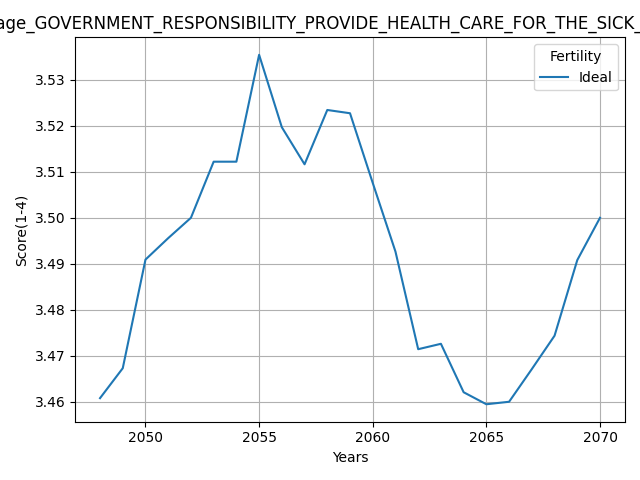 age_GOVERNMENT_RESPONSIBILITY_PROVIDE_HEALTH_CARE_FOR_THE_SICK_
Fertility
Ideal
3.53
3.52
3.51
3.50
3.49
3.48
3.47
3.46
Score(1-4)
2050
2055
2060
2065
2070
Years